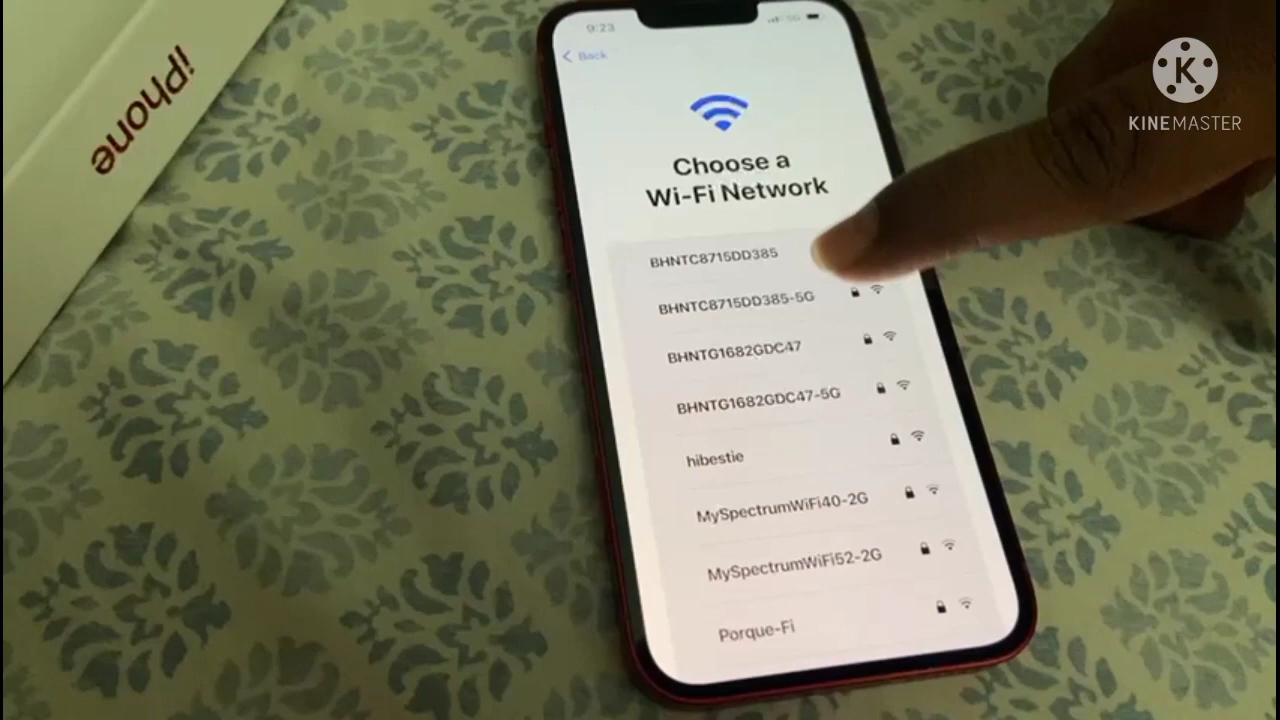 iPhone
9:23
5G
Back
Choose a
Wi-Fi Network
BHNTC8715DD385
BHNTC8715DD385-5G
BHNTG1682GDC47
BHNTG1682GDC47-5G
hibestie
MySpectrumWiFi40-2G
MySpectrumWiFi52-2G
Porque-Fi
K
KINEMASTER